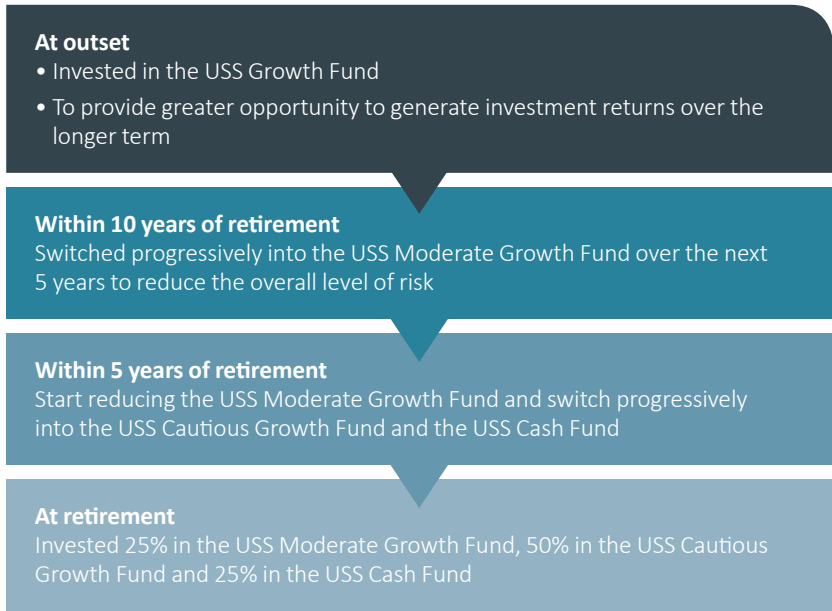 At outset
• Invested in the USS Growth Fund
• To provide greater opportunity to generate investment returns over the
longer term
Within 10 years of retirement
Switched progressively into the USS Moderate Growth Fund over the next
5 years to reduce the overall level of risk
Within 5 years of retirement
Start reducing the USS Moderate Growth Fund and switch progressively
into the USS Cautious Growth Fund and the USS Cash Fund
At retirement
Invested 25% in the USS Moderate Growth Fund, 50% in the USS Cautious
Growth Fund and 25% in the USS Cash Fund